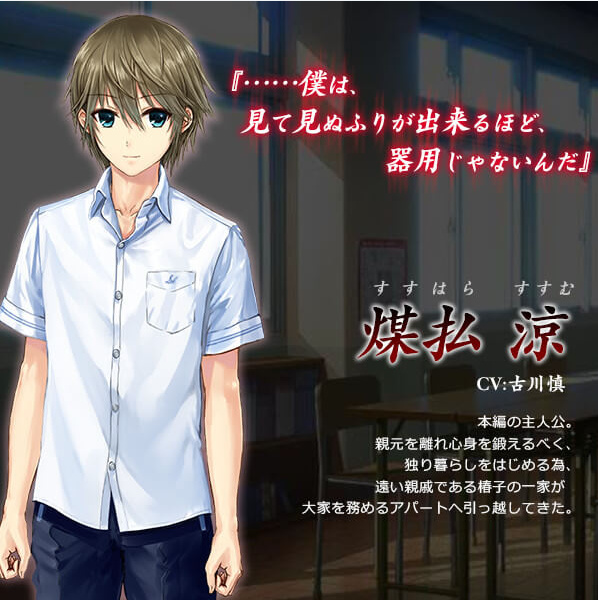 『……僕は、
見て見ぬふりが出来るほど、
器用じゃないんだ』
すすはら すすむ
煤払 涼
CV:古川慎
本編の主人公。
親元を離れ心身を鍛えるべく、
独り暮らしをはじめる為、
遠い親戚である椿子の一家が
大家を務めるアパートへ引っ越してきた。